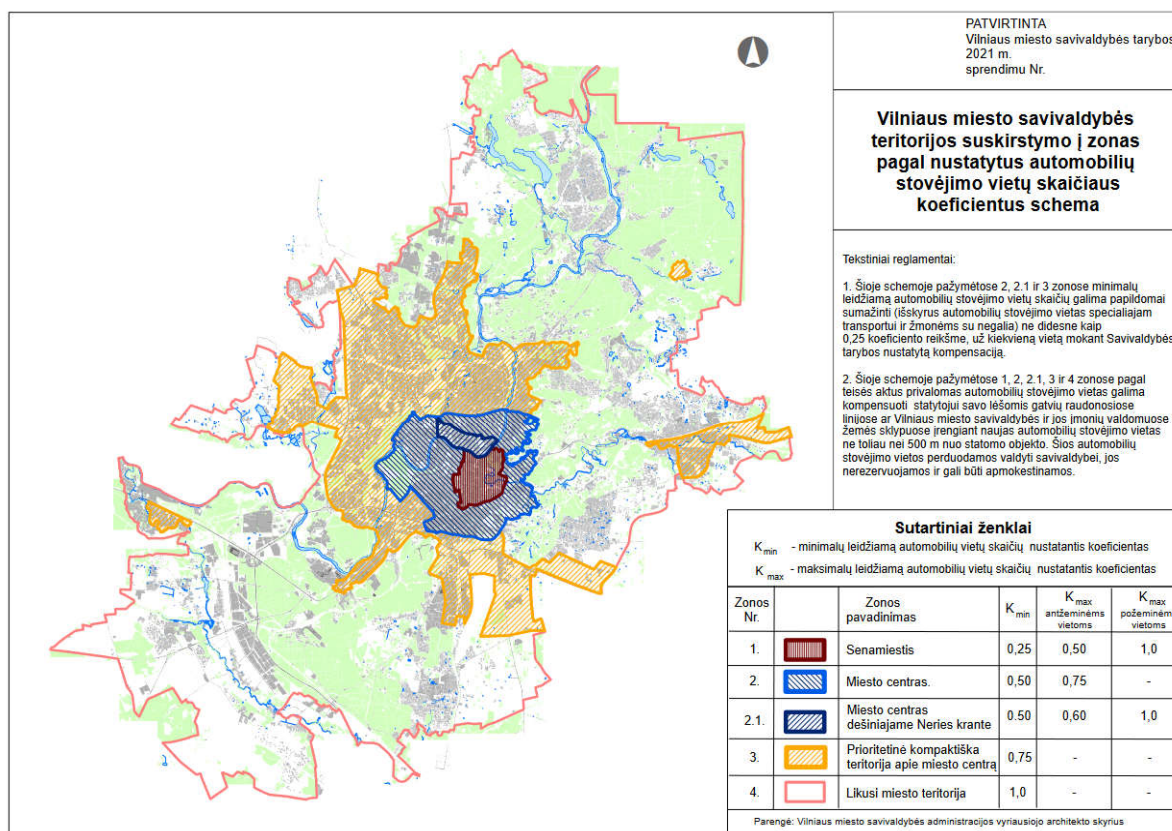 PATVIRTINTA
Vilniaus miesto savivaldybės tarybos
2021 m.
sprendimu Nr.
Vilniaus miesto savivaldybės
teritorijos suskirstymo į zonas
pagal nustatytus automobilių
stovėjimo vietų skaičiaus
koeficientus schema
Tekstiniai reglamentai:
1. Šioje schemoje pažymėtose 2, 2.1 ir 3 zonose minimalų
leidžiamą automobilių stovėjimo vietų skaičių galima papildomai
sumažinti (išskyrus automobilių stovėjimo vietas specialiajam
transportui ir žmonėms su negalia) ne didesne kaip
0,25 koeficiento reikšme, už kiekvieną vietą mokant Savivaldybės
tarybos nustatytą kompensaciją.
2. Šioje schemoje pažymėtose 1, 2, 2.1, 3 ir 4 zonose pagal
teisės aktus privalomas automobilių stovėjimo vietas galima
kompensuoti statytojui savo lėšomis gatvių raudonosiose
linijose ar Vilniaus miesto savivaldybės ir jos įmonių valdomuose
žemės sklypuose įrengiant naujas automobilių stovėjimo vietas
ne toliau nei 500 m nuo statomo objekto. Šios automobilių
stovėjimo vietos perduodamos valdyti savivaldybei, jos
nerezervuojamos ir gali būti apmokestinamos.
Sutartiniai ženklai
K min - minimalų leidžiamą automobilių vietų skaičių nustatantis koeficientas
K max - maksimalų leidžiamą automobilių vietų skaičių nustatantis koeficientas
Zonos Nr. Zonos pavadinimas K min K max antžeminėms vietoms K max požeminėms vietoms
1. Senamiestis 0,25 0,50 1,0
2. Miesto centras. 0,50 0,75 -
2.1. Miesto centras dešiniajame Neries krante 0.50 0,60 1,0
3. Prioritetinė kompaktiška teritorija apie miesto centrą 0,75 - -
4. Likusi miesto teritorija 1,0 - -
Parengė: Vilniaus miesto savivaldybės administracijos vyriausiojo architekto skyrius